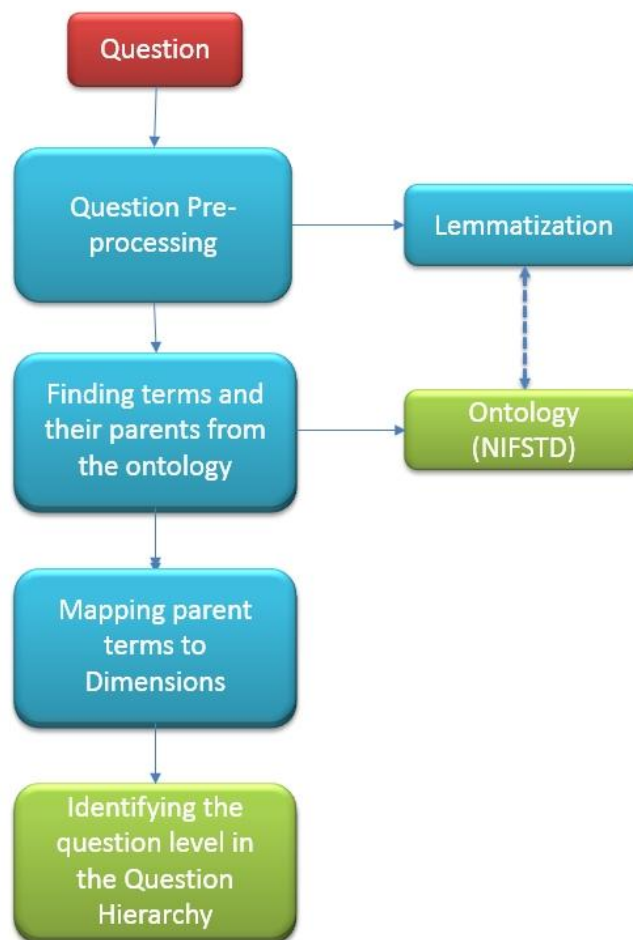 Question
Question Pre-
processing
Lemmatization
Finding terms and
their parents from
the ontology
Ontology
(NIFSTD)
Mapping parent
terms to
Dimensions
Identifying the
question level in
the Question
Hierarchy